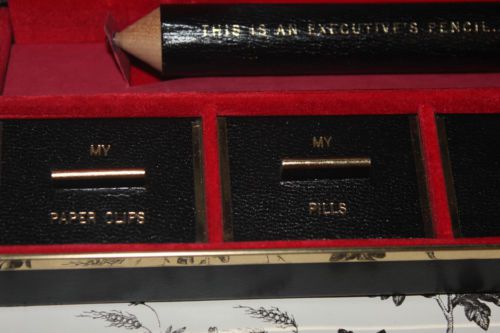 THIS IS AN EXECUTIVE'S PENCIL.
MY
PAPER CLIPS
MY
PILLS